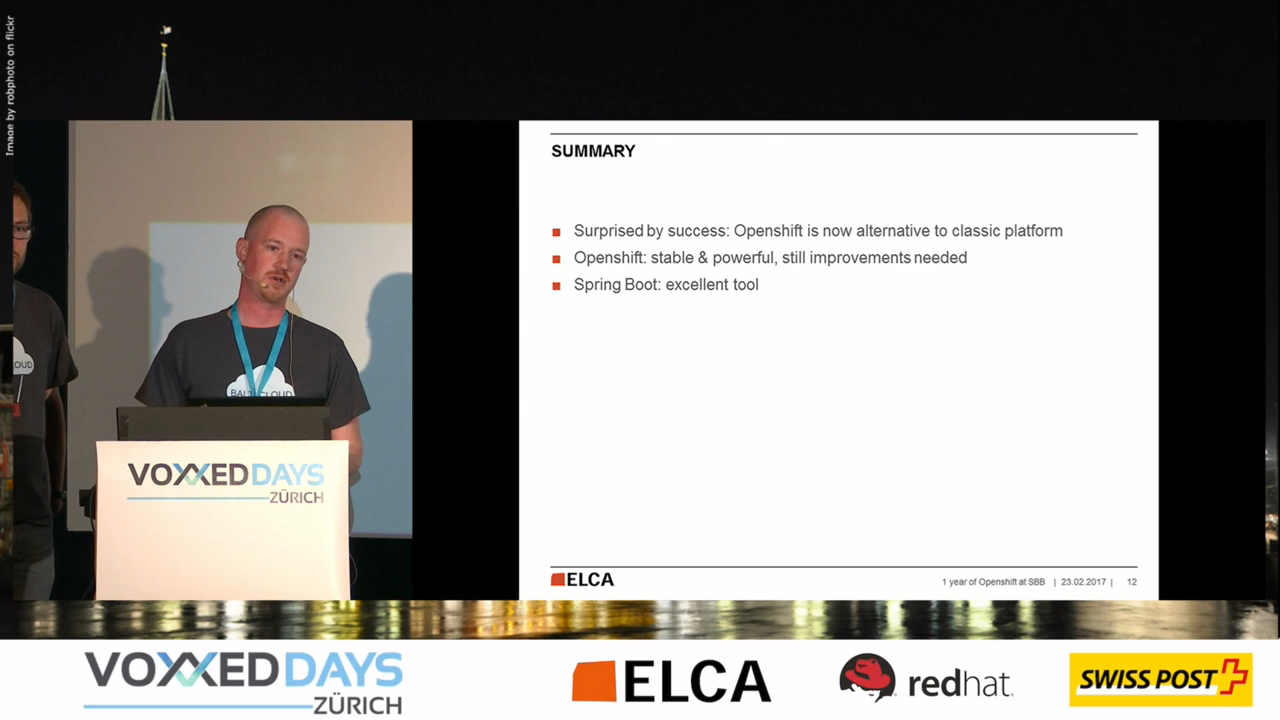 Image by robphoto on flickr
OUD
BALTICLOUD
VOXXED DAYS
ZÜRICH
SUMMARY
Surprised by success: Openshift is now alternative to classic platform
Openshift: stable & powerful, still improvements needed
Spring Boot: excellent tool
ELCA
1 year of Openshift at SBB | 23.02.2017 | 12
VOXXED DAYS
ZÜRICH
ELCA
redhat.
SWISS POST